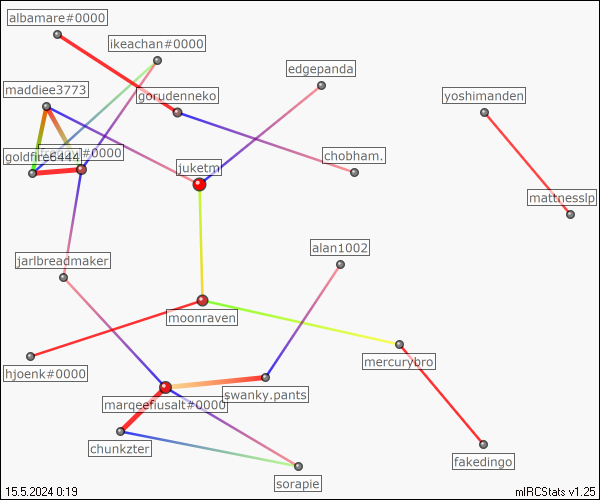 albamare#0000
ikeachan#0000
edgepanda
maddiee3773
gorudenneko
yoshimanden
#0000
goldfire6444
chobham.
juketm
mattnesslp
alan1002
jarlbreadmaker
moonraven
mercurybro
hjoenk#0000
swanky.pants
margeefiusalt#0000
chunkzter
fakedingo
sorapie
15.5.2024 0:19
mIRCStats v1.25